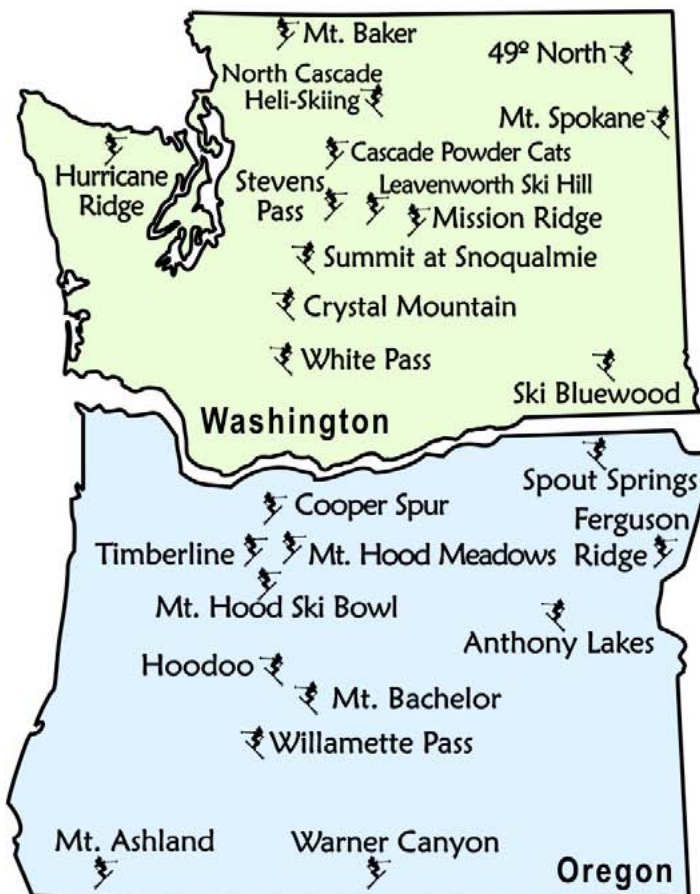 Mt. Baker
49º North
North Cascade
Heli-Skiing
Mt. Spokane
Cascade Powder Cats
Hurricane
Ridge
Stevens
Pass
Leavenworth Ski Hill
Mission Ridge
Summit at Snoqualmie
Crystal Mountain
White Pass
Ski Bluewood
Washington
Spout Springs
Cooper Spur
Ferguson
Ridge
Timberline
Mt. Hood Meadows
Mt. Hood Ski Bowl
Anthony Lakes
Hoodoo
Mt. Bachelor
Willamette Pass
Mt. Ashland
Warner Canyon
Oregon